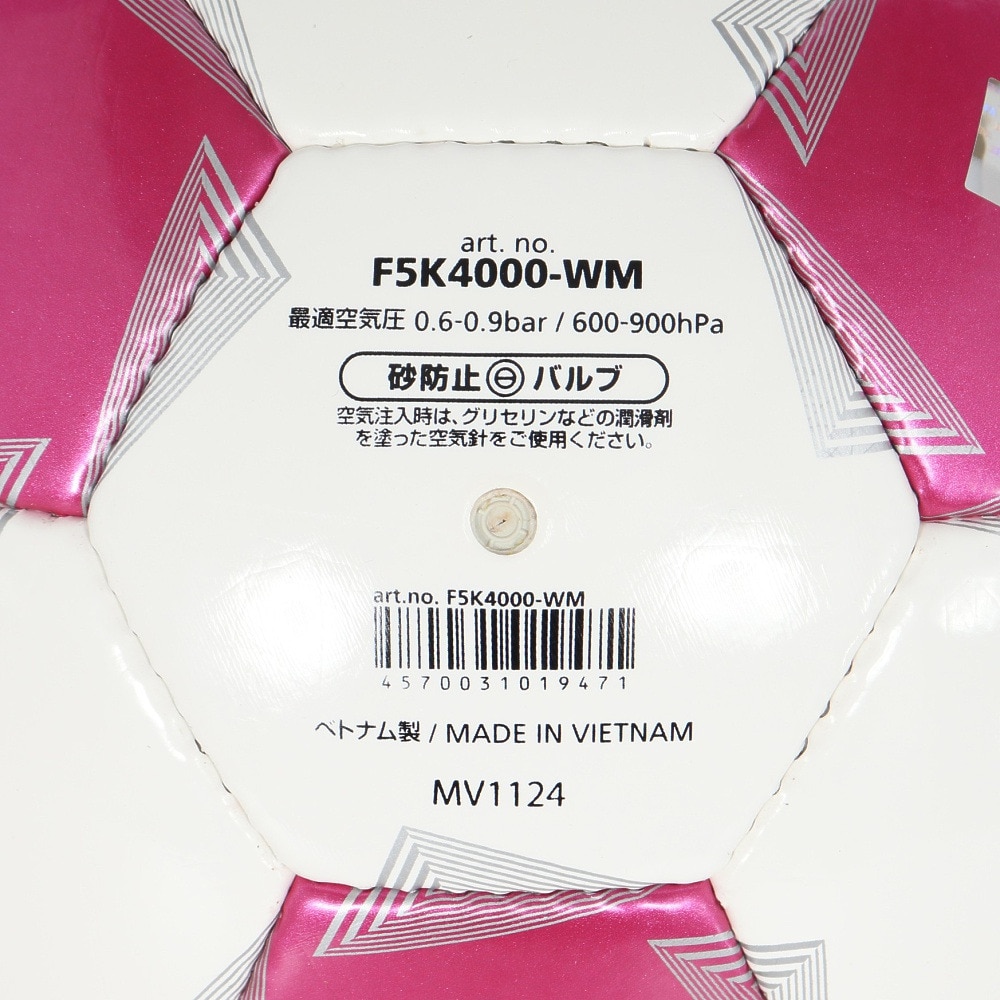 art. no.
F5K4000-WM
最適空気圧 0.6-0.9bar / 600-900hPa
砂防止 バルブ
空気注入時は、グリセリンなどの潤滑剤
を塗った空気針をご使用ください。
art.no. F5K4000-WM
4570031019471
ベトナム製 / MADE IN VIETNAM
MV1124